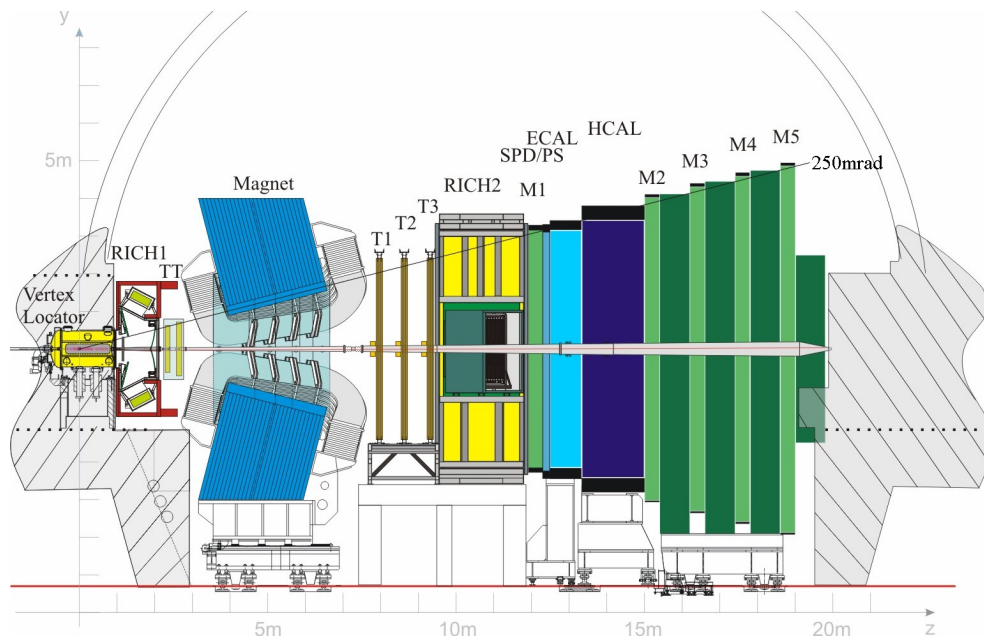 y
5m
Vertex
Locator
RICH1
TT
Magnet
T1
T2
T3
RICH2
M1
SPD/PS
ECAL
HCAL
M2
M3
M4
M5
250mrad
5m
10m
15m
20m
z